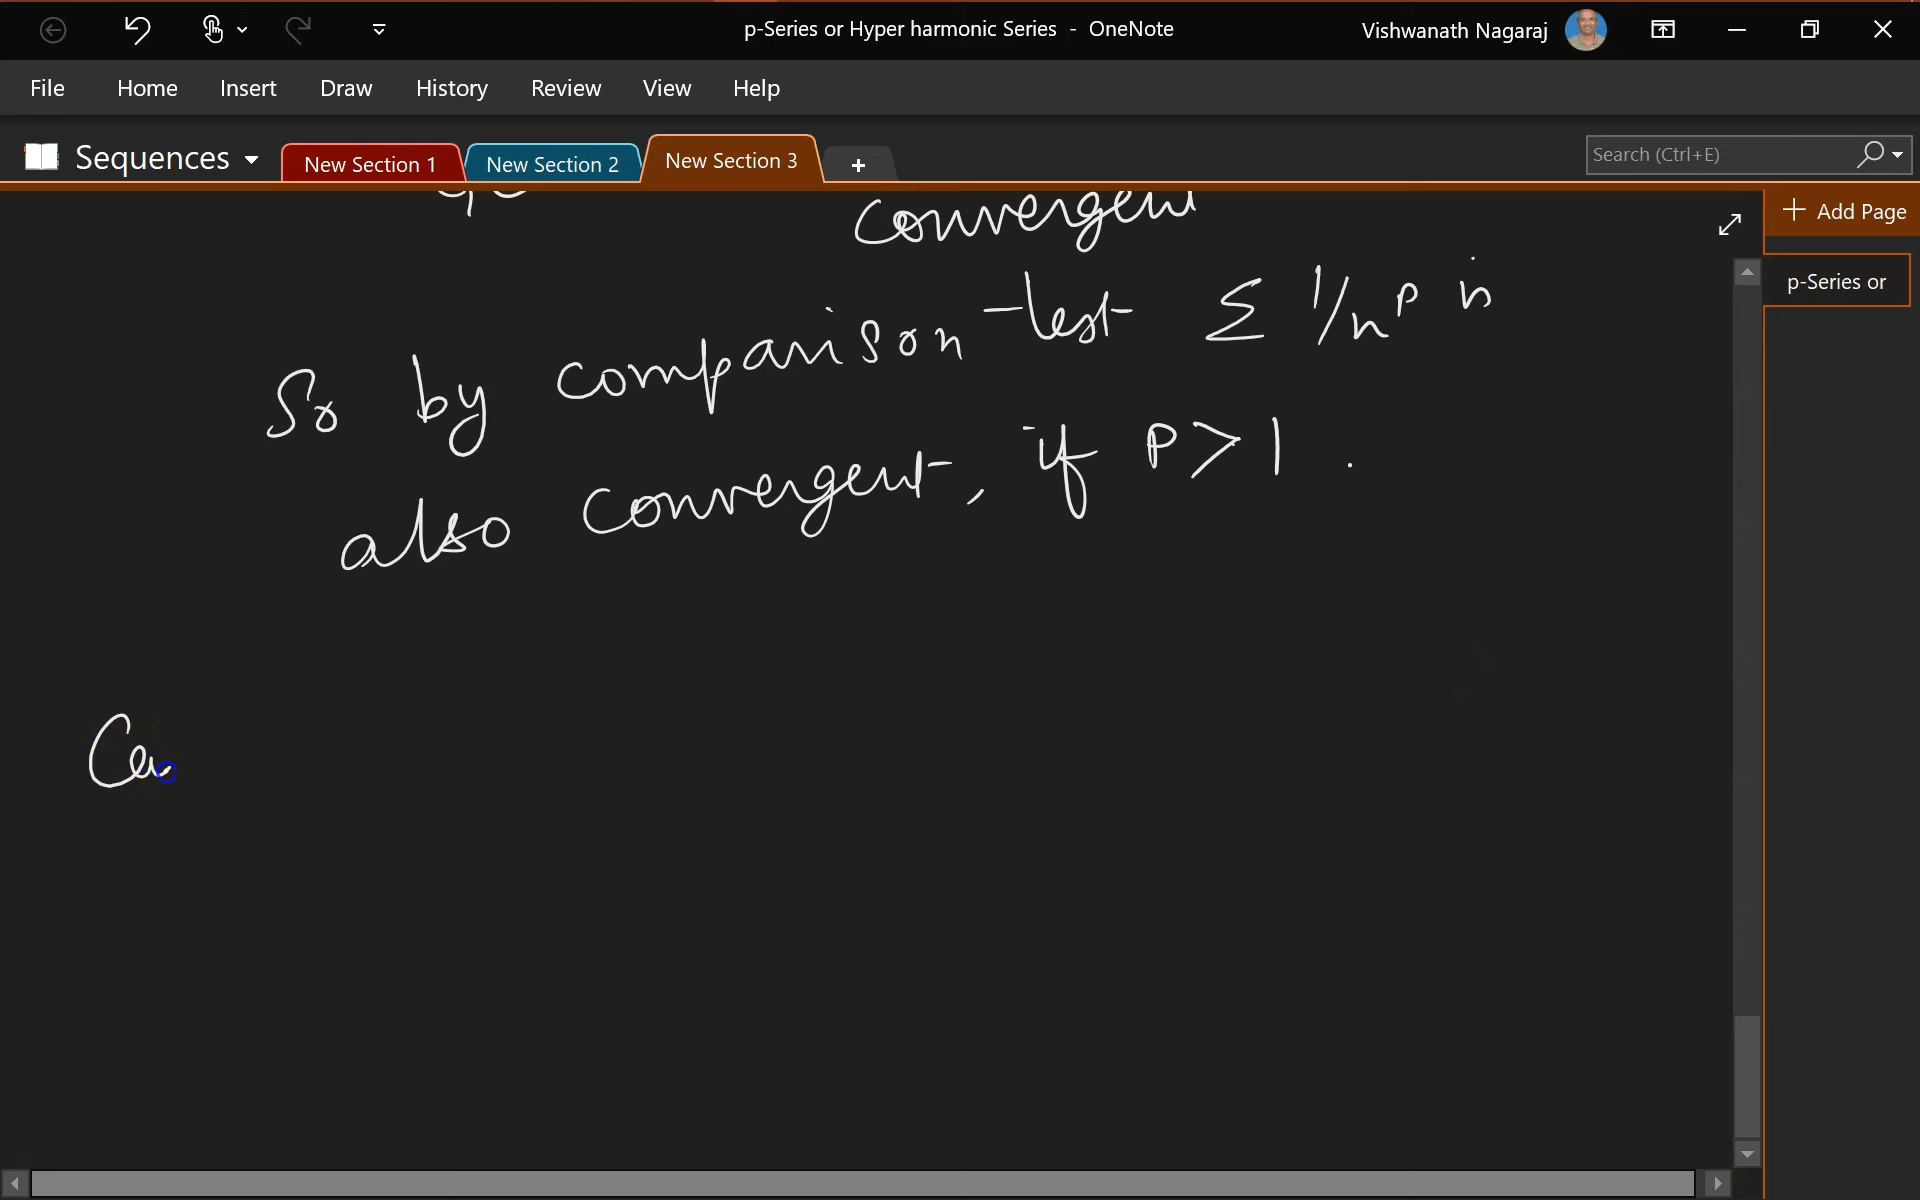 p-Series or Hyper harmonic Series - OneNote
Vishwanath Nagaraj
File Home Insert Draw History Review View Help
Sequences New Section 1 New Section 2 New Section 3 +
Search (Ctrl+E)
+ Add Page
p-Series or
convergent
So by comparison test Σ 1/n^p is
also convergent, if p > 1 .
Ca